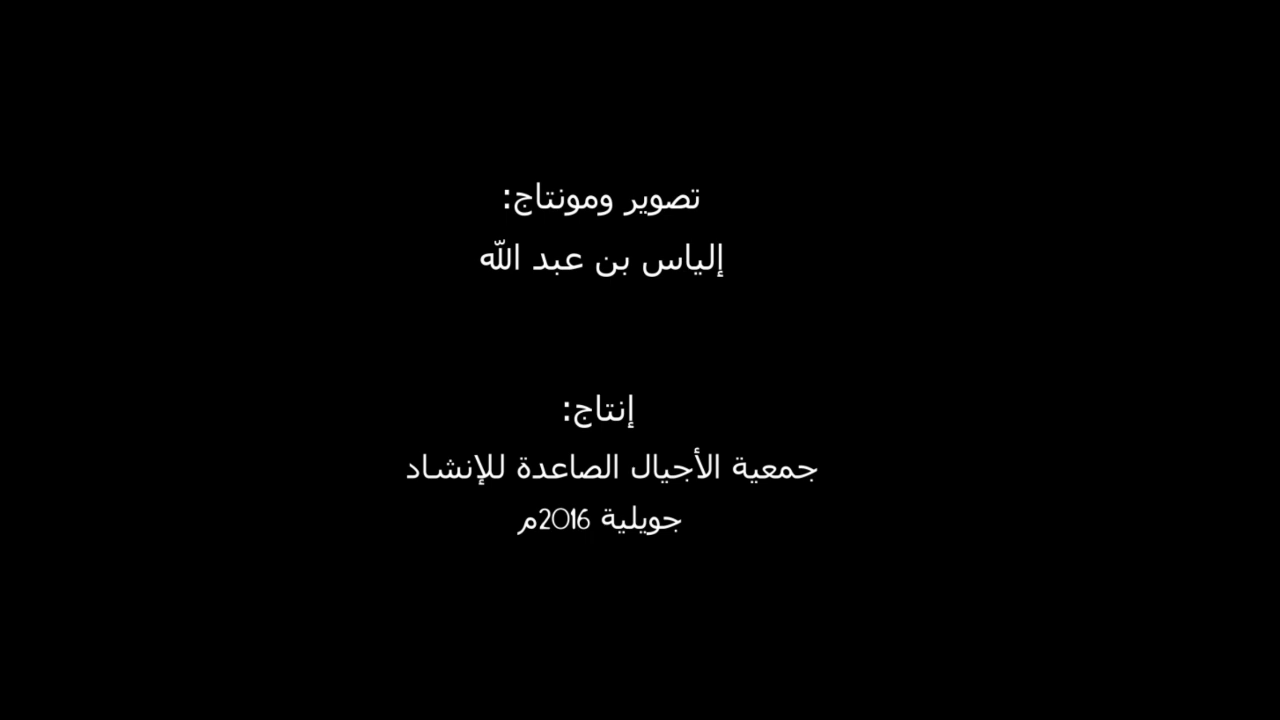 تصوير ومونتاج:
إلياس بن عبد الله
إنتاج:
جمعية الأجيال الصاعدة للإنشاد
جويلية 2016م